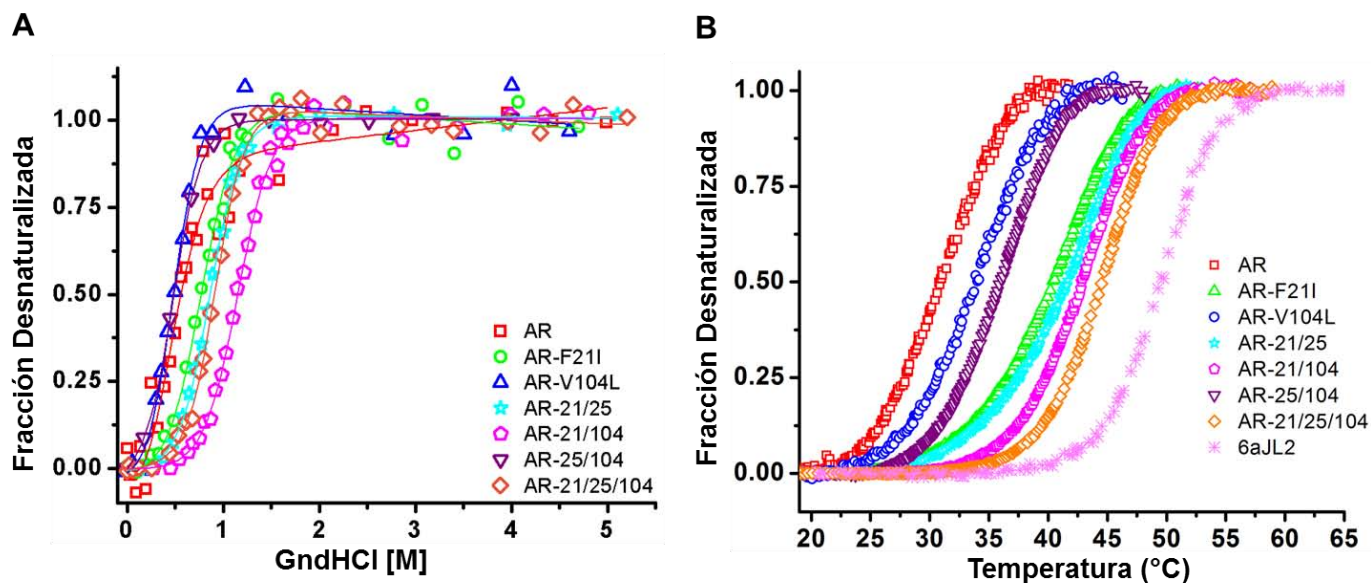 A
Fracción Desnaturalizada
1.00
0.75
0.50
0.25
0.00
0
1
2
3
4
5
GndHCl [M]
AR
AR-F21I
AR-V104L
AR-21/25
AR-21/104
AR-25/104
AR-21/25/104
B
Fracción Desnaturalizada
1.00
0.75
0.50
0.25
0.00
20
25
30
35
40
45
50
55
60
65
Temperatura (°C)
AR
AR-F21I
AR-V104L
AR-21/25
AR-21/104
AR-25/104
AR-21/25/104
6aJL2